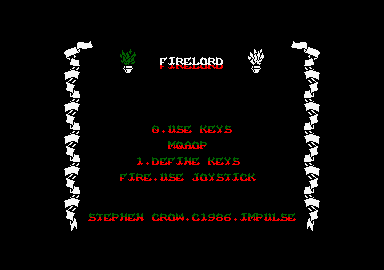 FIRELORD
0.USE KEYS
MQAOP
1.DEFINE KEYS
FIRE.USE JOYSTICK
STEPHEN CROW.C1986.IMPULSE